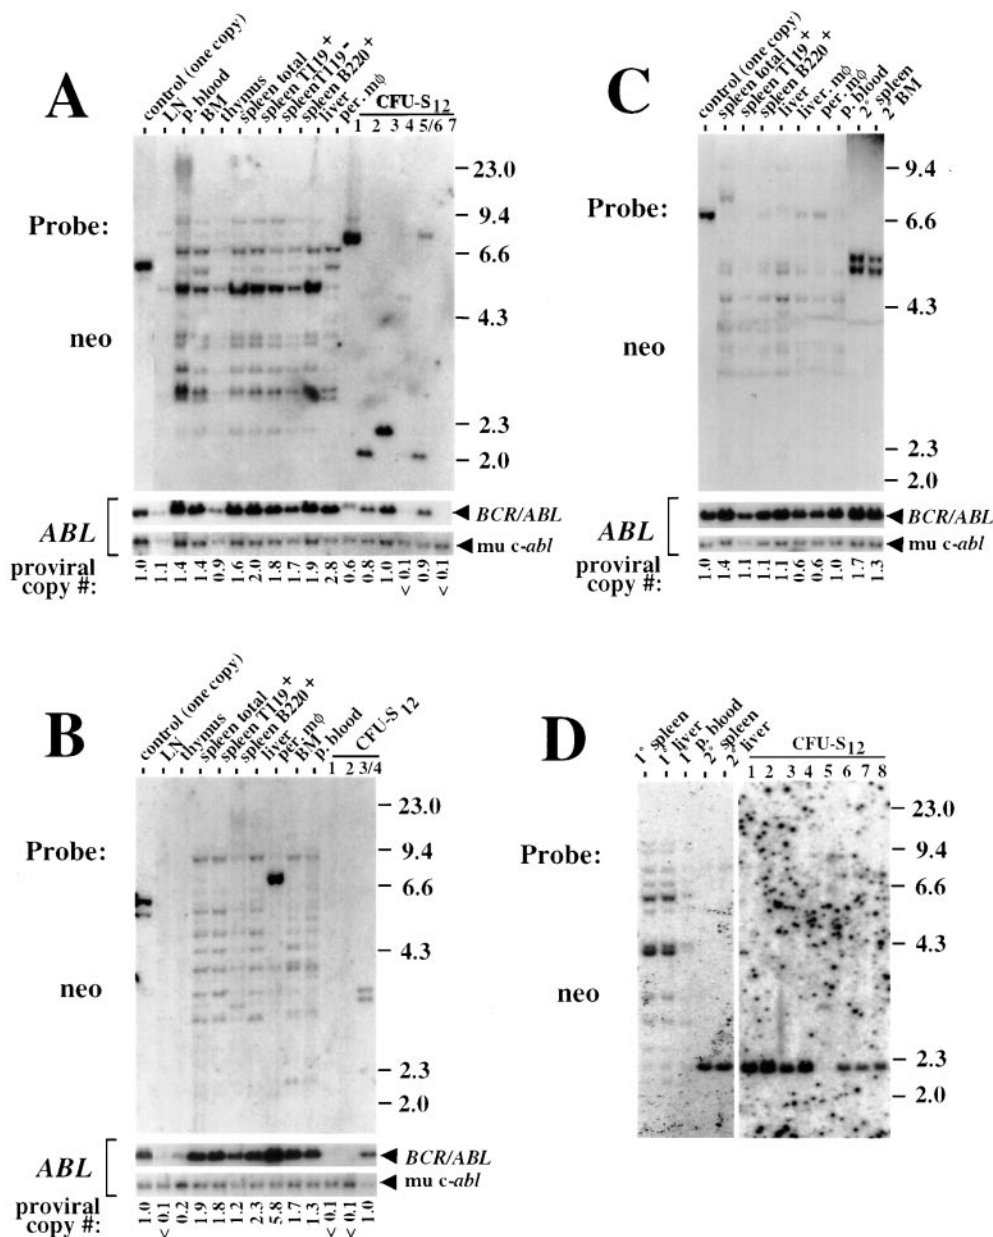 A
control (one copy)
LN
p. blood
BM
thymus
spleen total
spleen T119 +
spleen T119 -
spleen B220 +
liver
per. mφ
CFU-S12
1 2 3 4 5/6 7
Probe:
neo
23.0
9.4
6.6
4.3
2.3
2.0
ABL
BCR/ABL
mu c-abl
proviral copy #:
1.0 1.1 1.4 1.4 0.9 1.6 2.0 1.8 1.7 1.9 2.8 0.6 0.8 1.0 < 0.1 0.9 < 0.1
C
control (one copy)
spleen total
spleen T119 +
spleen B220 +
liver
liver. mφ
per. mφ
p. blood
2° spleen
2° BM
Probe:
neo
9.4
6.6
4.3
2.3
2.0
ABL
BCR/ABL
mu c-abl
proviral copy #:
1.0 1.4 1.1 1.1 1.1 0.6 0.6 1.0 1.7 1.3
B
control (one copy)
LN
thymus
spleen total
spleen T119 +
spleen B220 +
liver
per. mφ
BM
p. blood
CFU-S12
1 2 3/4
Probe:
neo
23.0
9.4
6.6
4.3
2.3
2.0
ABL
BCR/ABL
mu c-abl
proviral copy #:
1.0 < 0.1 0.2 1.9 1.8 1.2 2.3 5.8 1.7 1.3 < 0.1 < 0.1 1.0
D
1° spleen
1° liver
1° p. blood
2° spleen
2° liver
CFU-S12
1 2 3 4 5 6 7 8
Probe:
neo
23.0
9.4
6.6
4.3
2.3
2.0